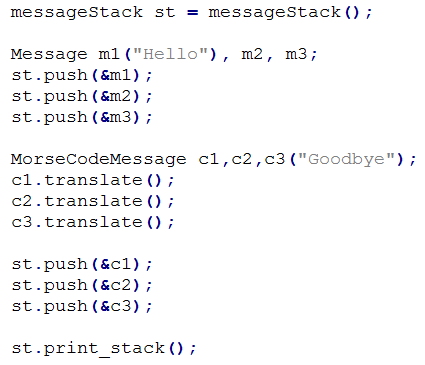 messageStack st = messageStack();
Message m1("Hello"), m2, m3;
st.push(&m1);
st.push(&m2);
st.push(&m3);
MorseCodeMessage c1,c2,c3("Goodbye");
c1.translate();
c2.translate();
c3.translate();
st.push(&c1);
st.push(&c2);
st.push(&c3);
st.print_stack();